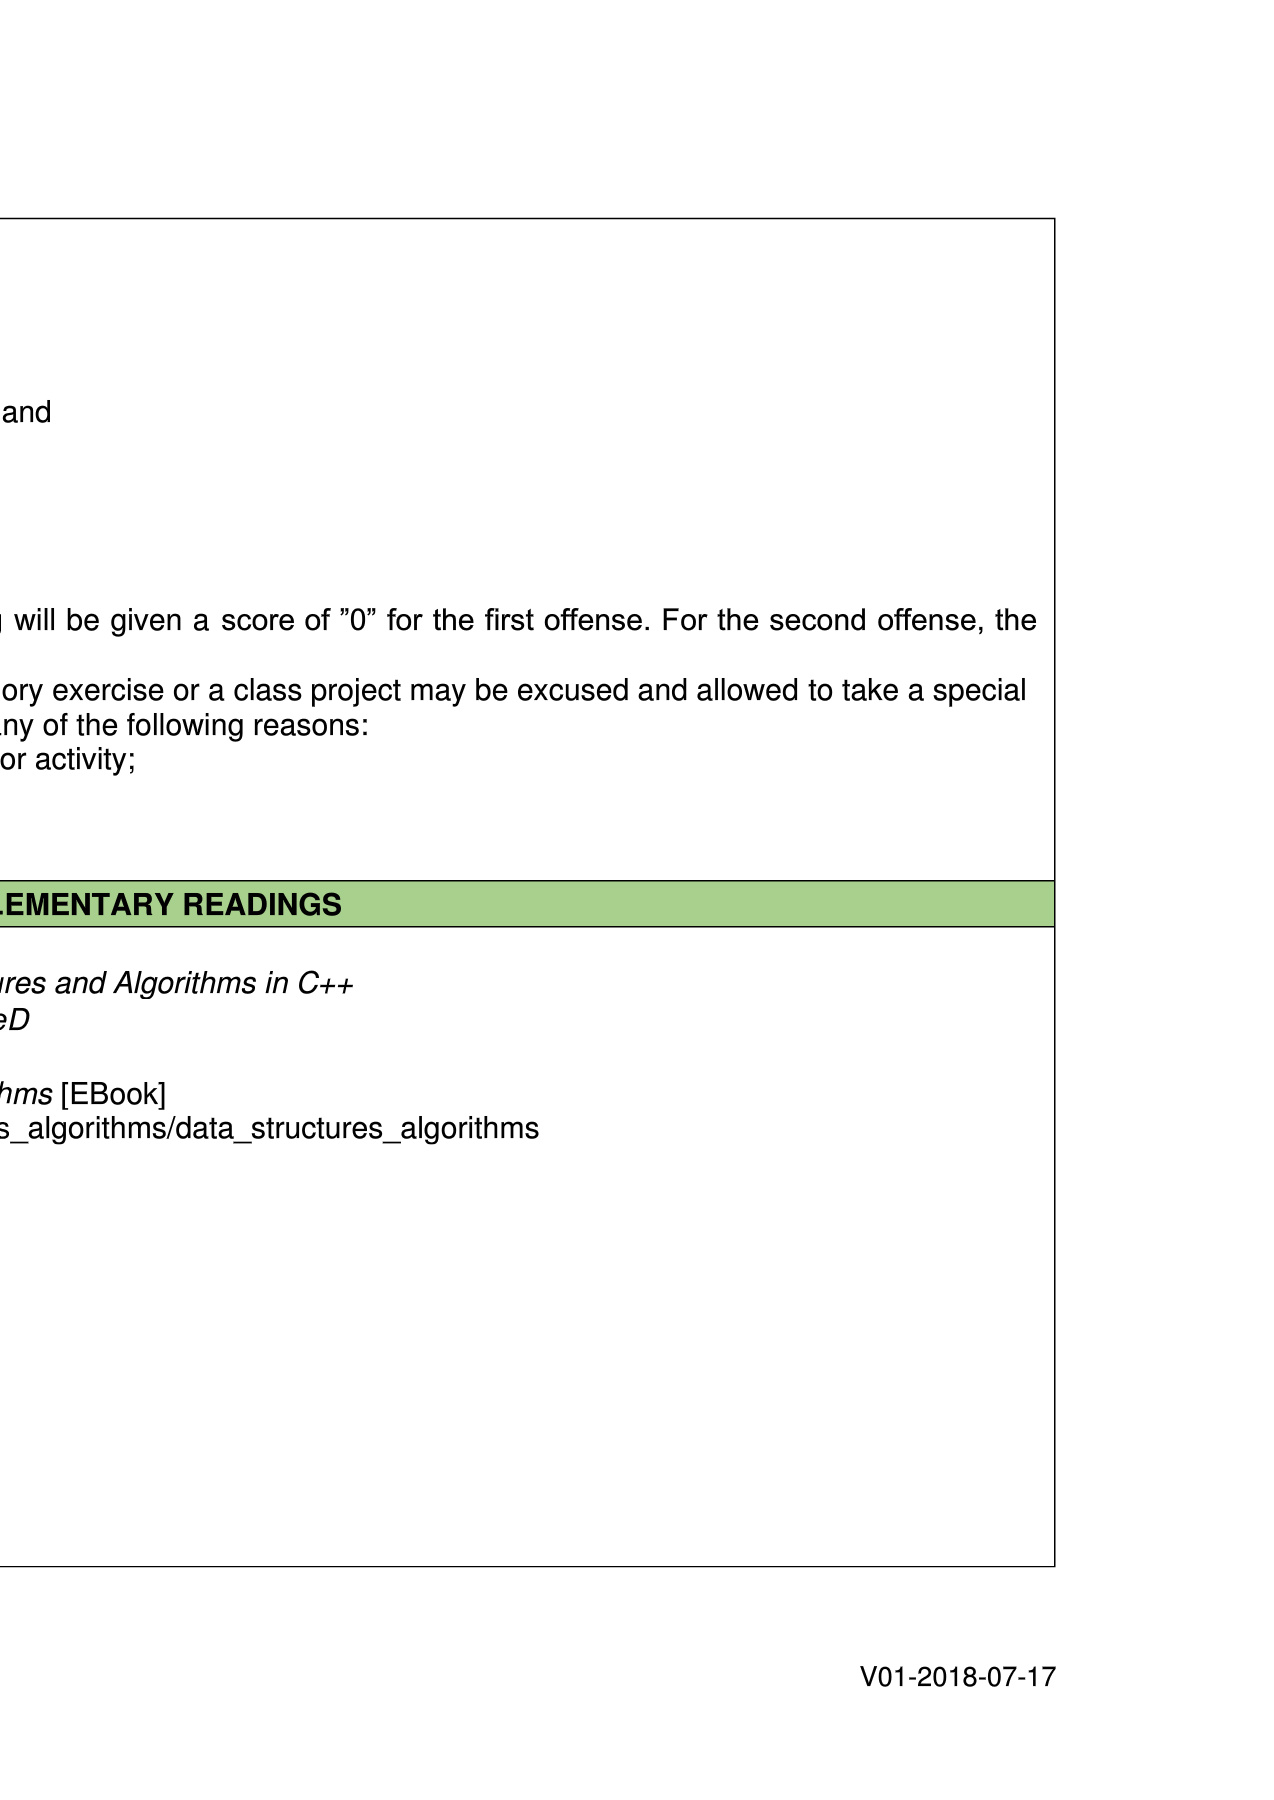 and
will be given a score of ”0” for the first offense. For the second offense, the
ory exercise or a class project may be excused and allowed to take a special
any of the following reasons:
or activity;
LEMENTARY READINGS
ures and Algorithms in C++
eD
hms [EBook]
s_algorithms/data_structures_algorithms
V01-2018-07-17